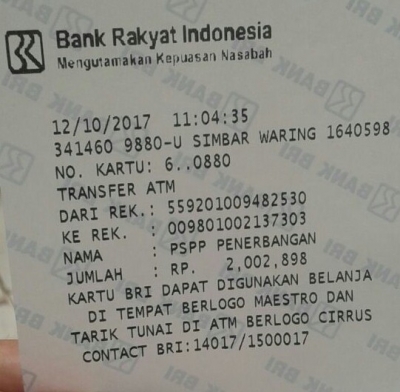 Bank Rakyat Indonesia
Mengutamakan Kepuasan Nasabah
12/10/2017 11:04:35
341460 9880-U SIMBAR WARING 1640598
NO. KARTU: 6..0880
TRANSFER ATM
DARI REK.: 559201009482530
KE REK. : 009801002137303
NAMA : PSPP PENERBANGAN
JUMLAH : RP. 2,002,898
KARTU BRI DAPAT DIGUNAKAN BELANJA
DI TEMPAT BERLOGO MAESTRO DAN
TARIK TUNAI DI ATM BERLOGO CIRRUS
CONTACT BRI:14017/1500017